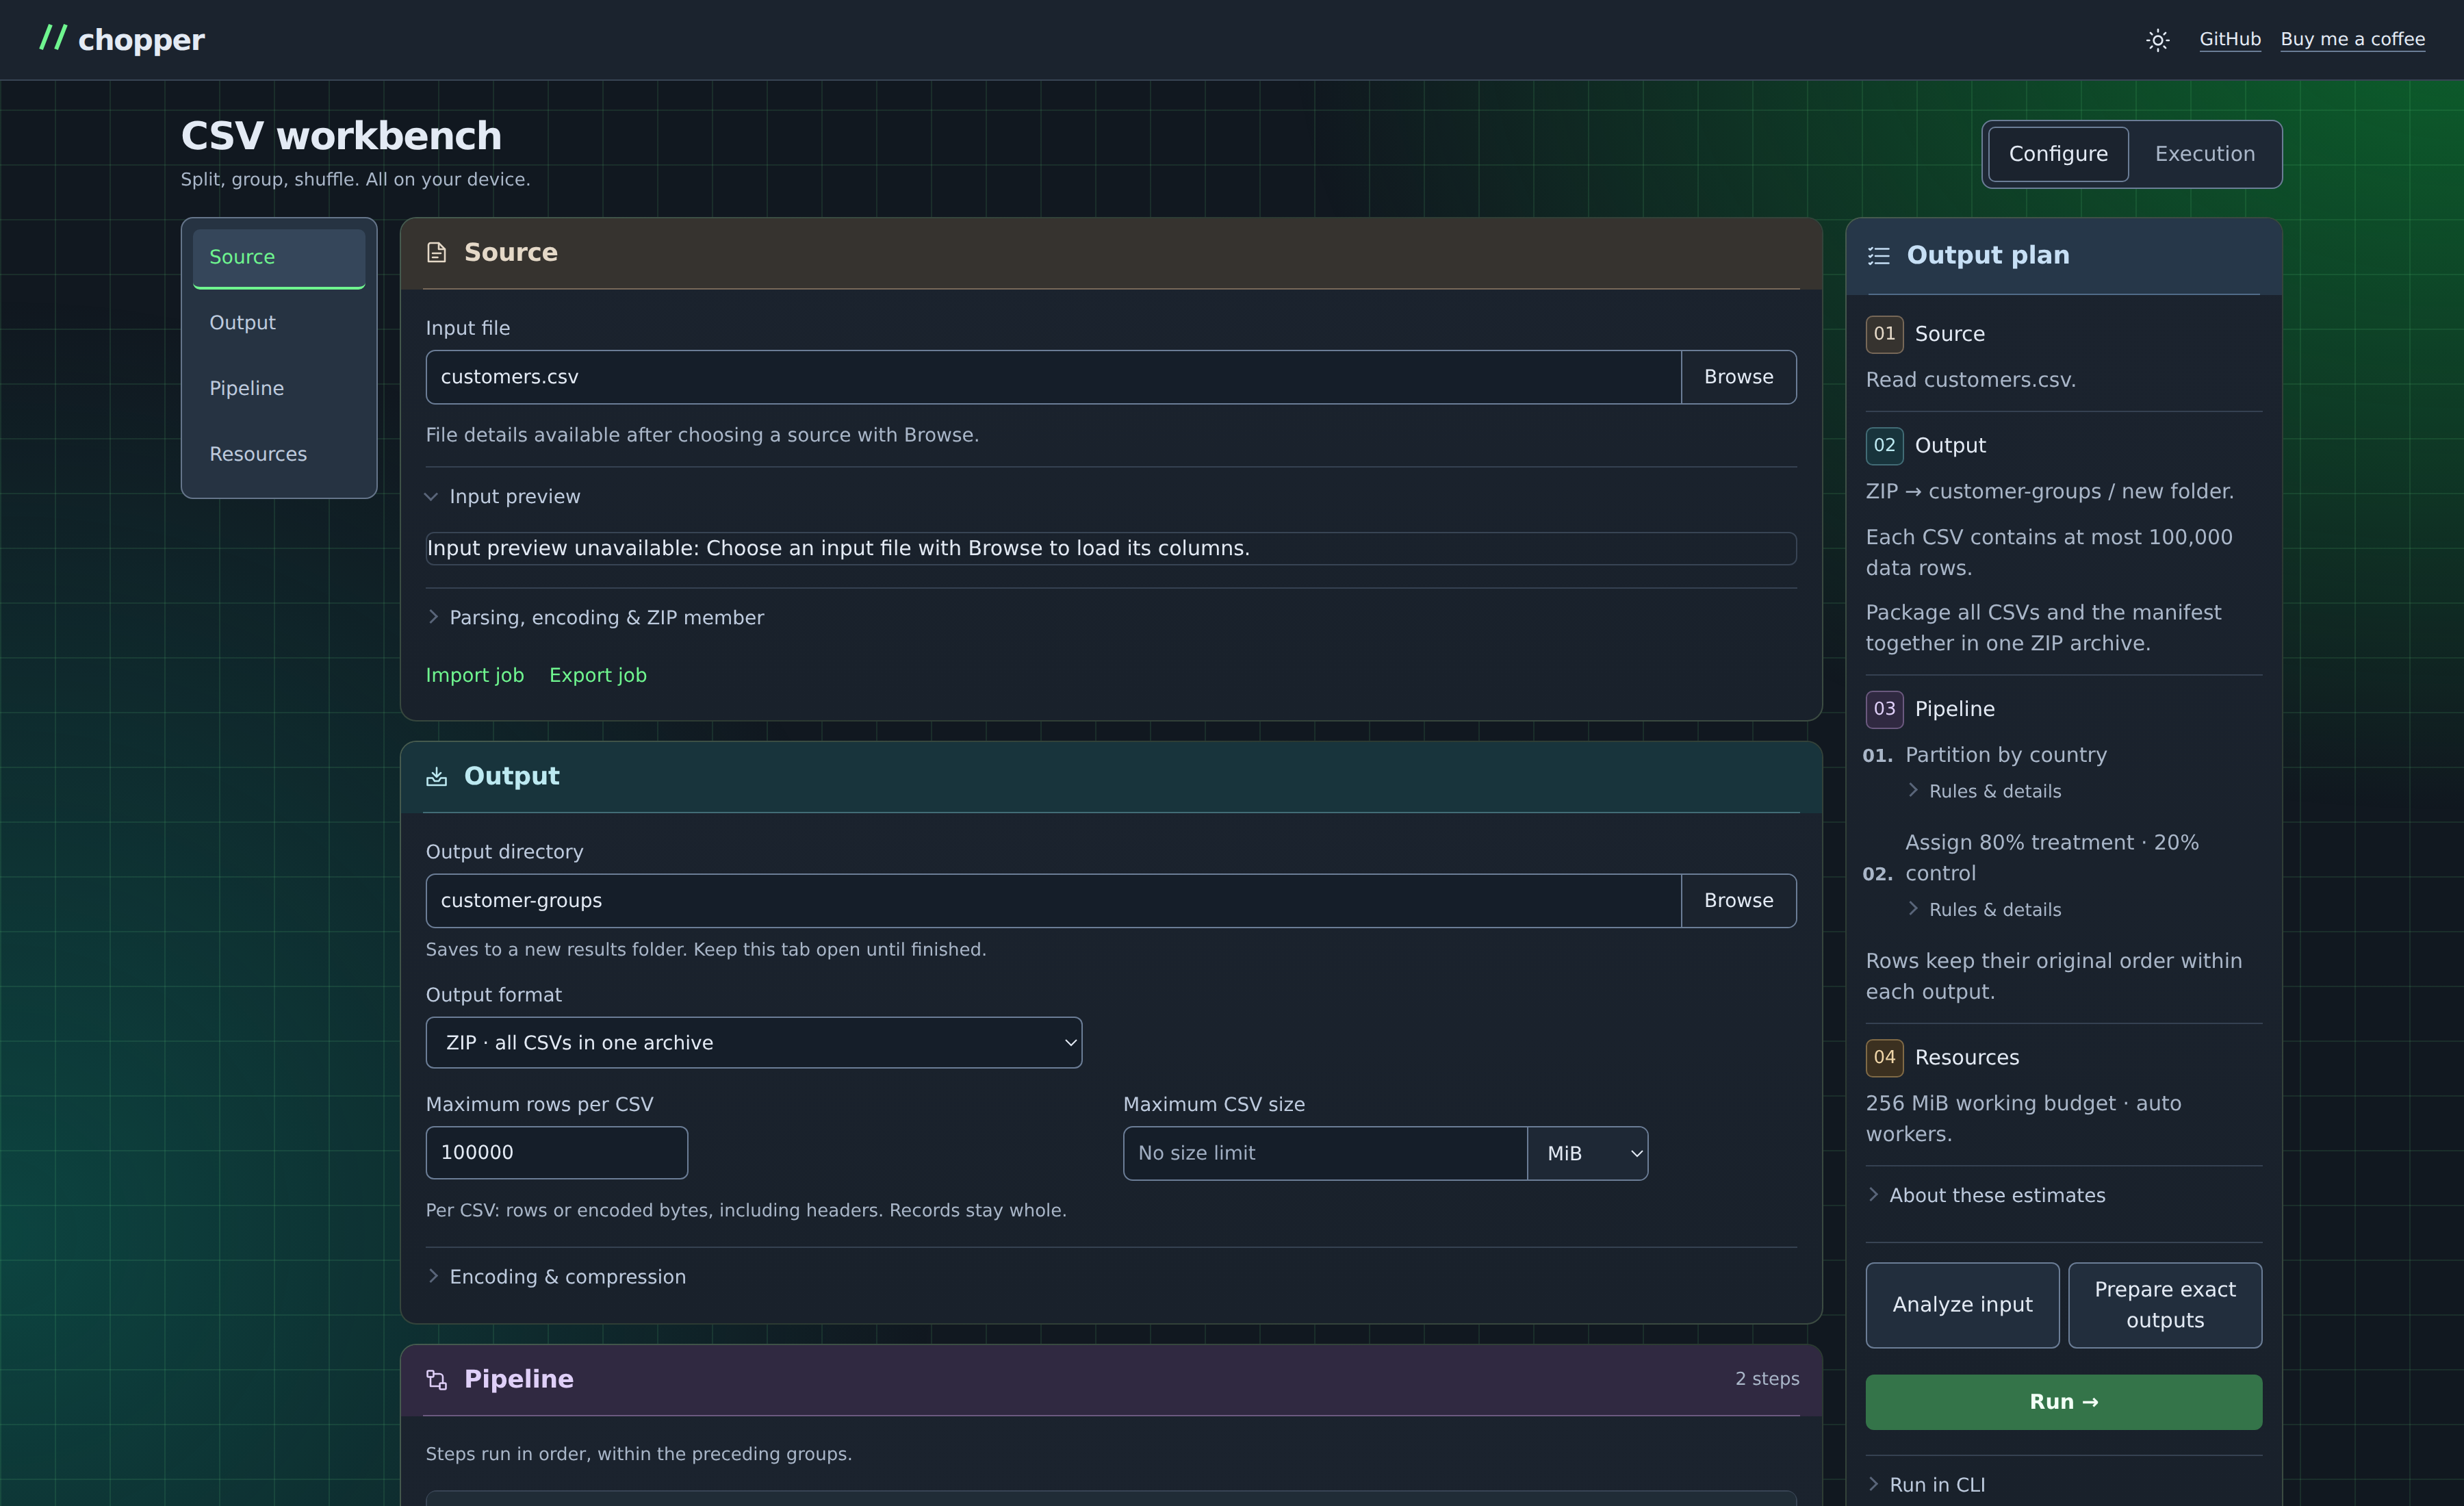 // chopper
GitHub
Buy me a coffee
CSV workbench
Split, group, shuffle. All on your device.
Configure
Execution
Source
Output
Pipeline
Resources
Source
Input file
customers.csv
Browse
File details available after choosing a source with Browse.
Input preview
Input preview unavailable: Choose an input file with Browse to load its columns.
Parsing, encoding & ZIP member
Import job
Export job
Output
Output directory
customer-groups
Browse
Saves to a new results folder. Keep this tab open until finished.
Output format
ZIP · all CSVs in one archive
Maximum rows per CSV
100000
Maximum CSV size
No size limit
MiB
Per CSV: rows or encoded bytes, including headers. Records stay whole.
Encoding & compression
Pipeline
2 steps
Steps run in order, within the preceding groups.
Output plan
01 Source
Read customers.csv.
02 Output
ZIP → customer-groups / new folder.
Each CSV contains at most 100,000
data rows.
Package all CSVs and the manifest
together in one ZIP archive.
03 Pipeline
01. Partition by country
Rules & details
Assign 80% treatment · 20%
02. control
Rules & details
Rows keep their original order within
each output.
04 Resources
256 MiB working budget · auto
workers.
About these estimates
Analyze input
Prepare exact
outputs
Run →
Run in CLI